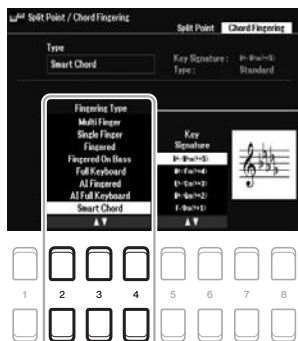 Split Point / Chord Fingering
Split Point Chord Fingering
Type
Smart Chord
Key Signature :
Type : Standard
Fingering Type
Multi Finger
Single Finger
Fingered
Fingered On Bass
Full Keyboard
AI Fingered
AI Full Keyboard
Smart Chord
▲▼
Key
Signature
▲▼
1 2 3 4 5 6 7 8